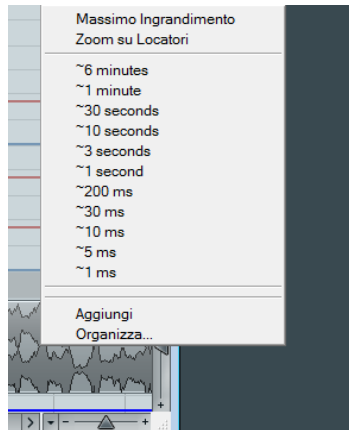 Massimo Ingrandimento
Zoom su Locatori
~6 minutes
~1 minute
~30 seconds
~10 seconds
~3 seconds
~1 second
~200 ms
~30 ms
~10 ms
~5 ms
~1 ms
Aggiungi
Organizza...